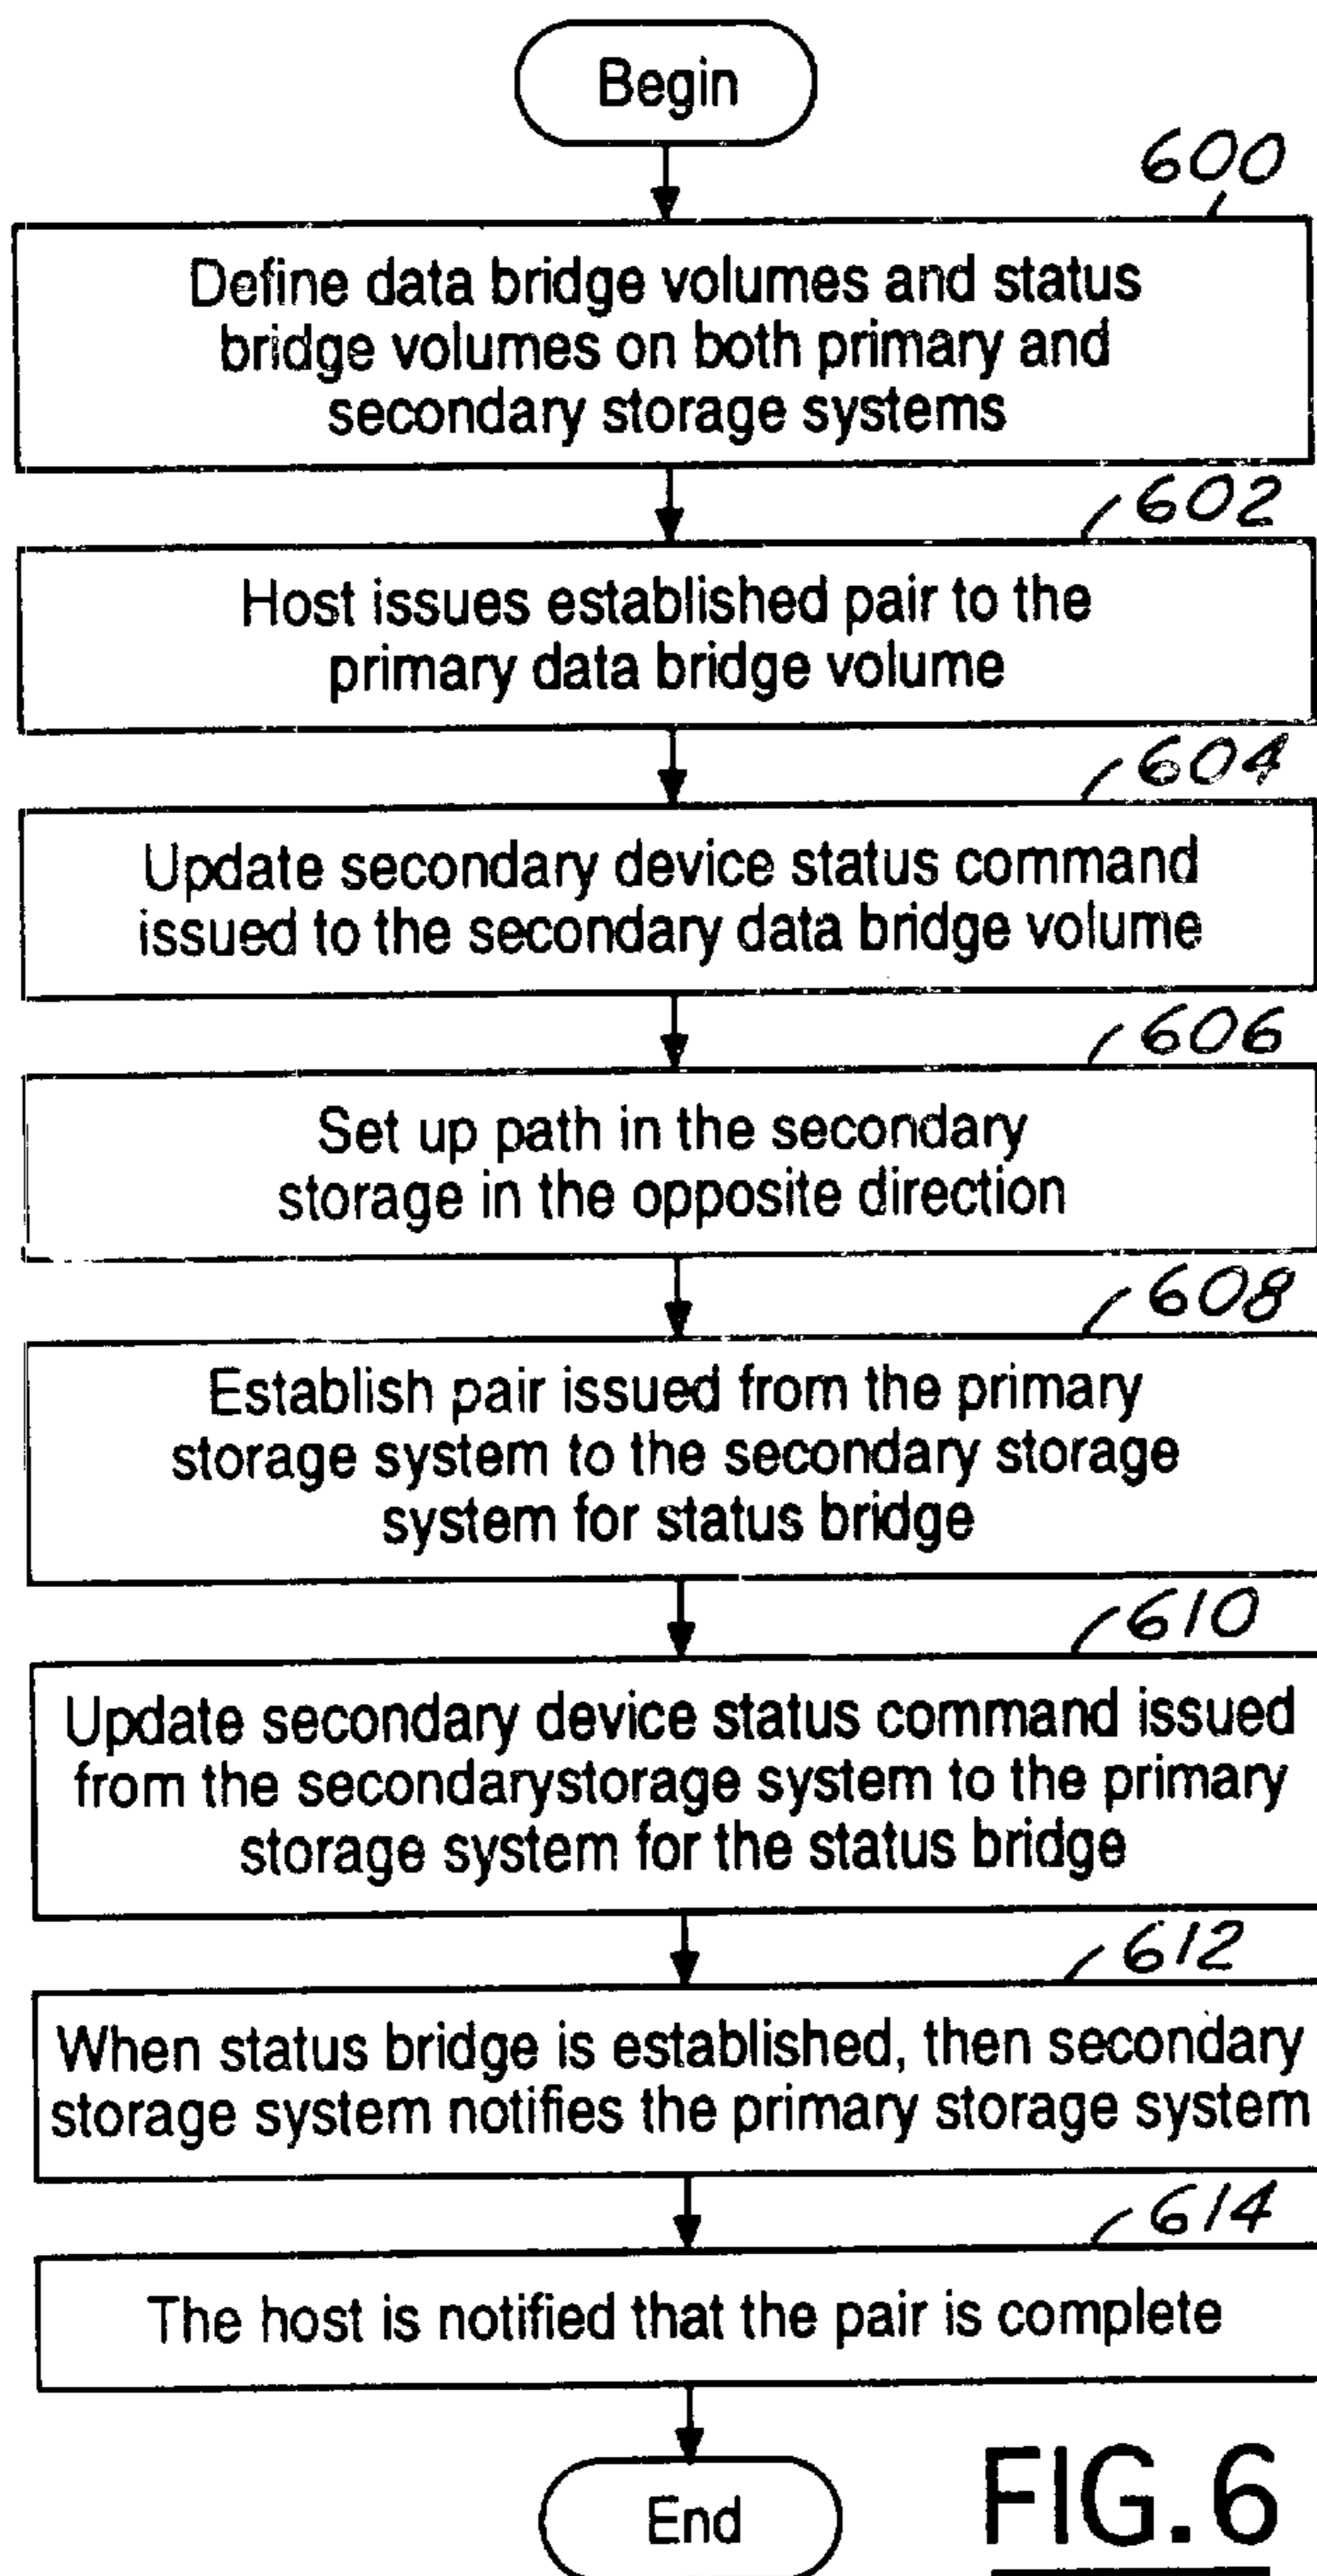 Begin
600
Define data bridge volumes and status
bridge volumes on both primary and
secondary storage systems
602
Host issues established pair to the
primary data bridge volume
604
Update secondary device status command
issued to the secondary data bridge volume
606
Set up path in the secondary
storage in the opposite direction
608
Establish pair issued from the primary
storage system to the secondary storage
system for status bridge
610
Update secondary device status command issued
from the secondarystorage system to the primary
storage system for the status bridge
612
When status bridge is established, then secondary
storage system notifies the primary storage system
614
The host is notified that the pair is complete
End
FIG. 6